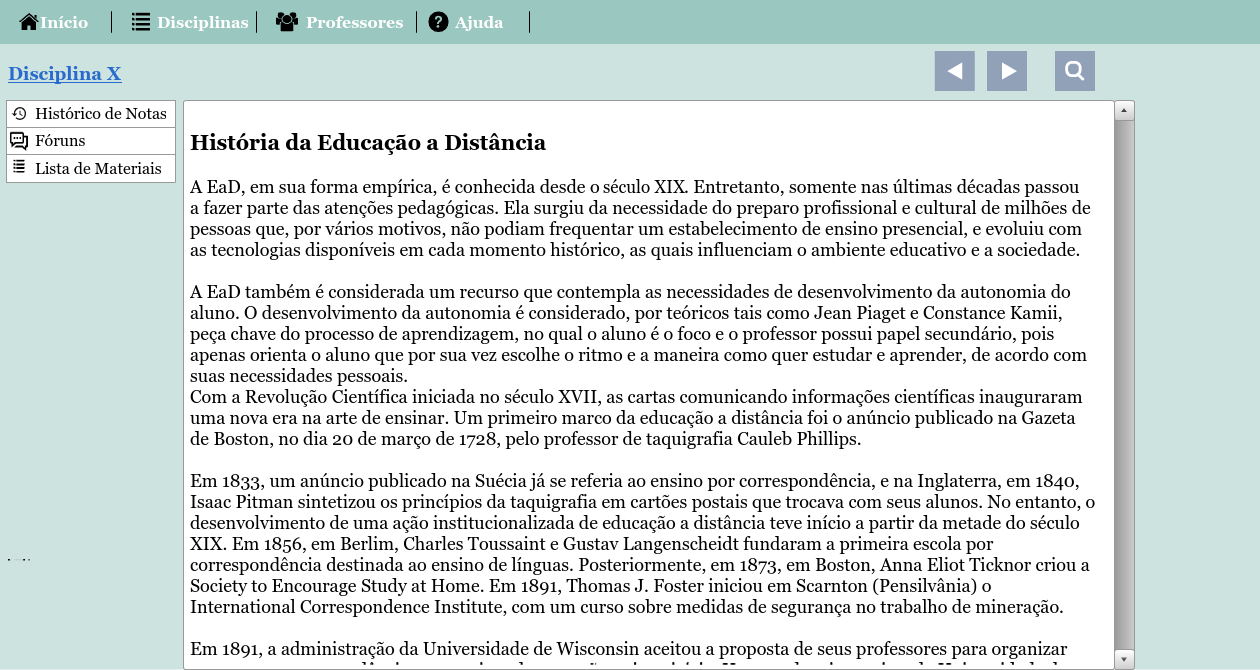 Início Disciplinas Professores Ajuda
Disciplina X
Histórico de Notas
Fóruns
Lista de Materiais
História da Educação a Distância
A EaD, em sua forma empírica, é conhecida desde o século XIX. Entretanto, somente nas últimas décadas passou
a fazer parte das atenções pedagógicas. Ela surgiu da necessidade do preparo profissional e cultural de milhões de
pessoas que, por vários motivos, não podiam frequentar um estabelecimento de ensino presencial, e evoluiu com
as tecnologias disponíveis em cada momento histórico, as quais influenciam o ambiente educativo e a sociedade.
A EaD também é considerada um recurso que contempla as necessidades de desenvolvimento da autonomia do
aluno. O desenvolvimento da autonomia é considerado, por teóricos tais como Jean Piaget e Constance Kamii,
peça chave do processo de aprendizagem, no qual o aluno é o foco e o professor possui papel secundário, pois
apenas orienta o aluno que por sua vez escolhe o ritmo e a maneira como quer estudar e aprender, de acordo com
suas necessidades pessoais.
Com a Revolução Científica iniciada no século XVII, as cartas comunicando informações científicas inauguraram
uma nova era na arte de ensinar. Um primeiro marco da educação a distância foi o anúncio publicado na Gazeta
de Boston, no dia 20 de março de 1728, pelo professor de taquigrafia Cauleb Phillips.
Em 1833, um anúncio publicado na Suécia já se referia ao ensino por correspondência, e na Inglaterra, em 1840,
Isaac Pitman sintetizou os princípios da taquigrafia em cartões postais que trocava com seus alunos. No entanto, o
desenvolvimento de uma ação institucionalizada de educação a distância teve início a partir da metade do século
XIX. Em 1856, em Berlim, Charles Toussaint e Gustav Langenscheidt fundaram a primeira escola por
correspondência destinada ao ensino de línguas. Posteriormente, em 1873, em Boston, Anna Eliot Ticknor criou a
Society to Encourage Study at Home. Em 1891, Thomas J. Foster iniciou em Scarnton (Pensilvânia) o
International Correspondence Institute, com um curso sobre medidas de segurança no trabalho de mineração.
Em 1891, a administração da Universidade de Wisconsin aceitou a proposta de seus professores para organizar